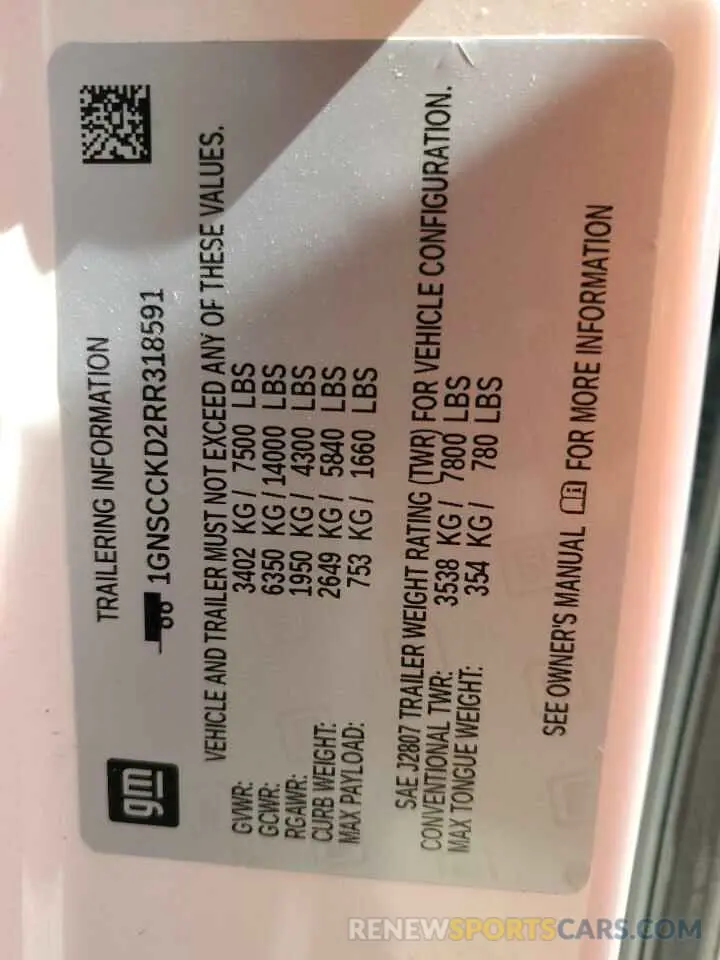 gm
TRAILERING INFORMATION
1GNSCCKD2RR318591
VEHICLE AND TRAILER MUST NOT EXCEED ANY OF THESE VALUES.
GVWR: 3402 KG/ 7500 LBS
GCWR: 6350 KG/14000 LBS
RGAWR: 1950 KG/ 4300 LBS
CURB WEIGHT: 2649 KG/ 5840 LBS
MAX PAYLOAD: 753 KG/ 1660 LBS
SAE J2807 TRAILER WEIGHT RATING (TWR) FOR VEHICLE CONFIGURATION.
CONVENTIONAL TWR: 3538 KG/ 7800 LBS
MAX TONGUE WEIGHT: 354 KG/ 780 LBS
SEE OWNER'S MANUAL FOR MORE INFORMATION
RENEWSPORTSCARS.COM